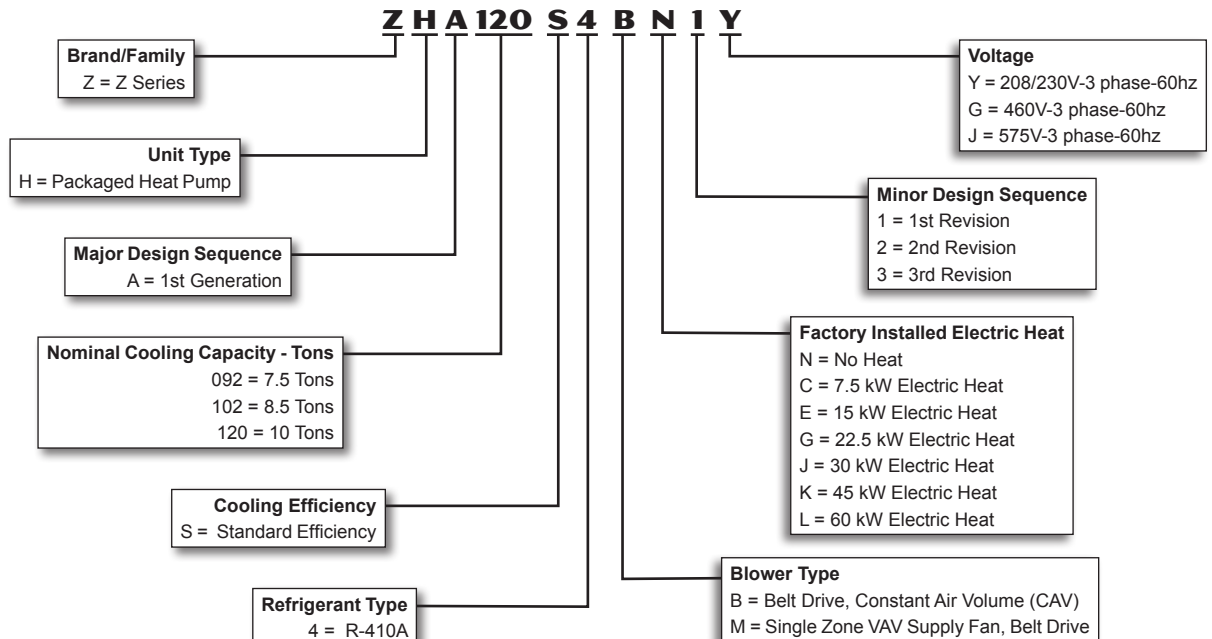 Z H A 120 S 4 B N 1 Y
Brand/Family
Z = Z Series
Unit Type
H = Packaged Heat Pump
Major Design Sequence
A = 1st Generation
Nominal Cooling Capacity - Tons
092 = 7.5 Tons
102 = 8.5 Tons
120 = 10 Tons
Cooling Efficiency
S = Standard Efficiency
Refrigerant Type
4 = R-410A
Voltage
Y = 208/230V-3 phase-60hz
G = 460V-3 phase-60hz
J = 575V-3 phase-60hz
Minor Design Sequence
1 = 1st Revision
2 = 2nd Revision
3 = 3rd Revision
Factory Installed Electric Heat
N = No Heat
C = 7.5 kW Electric Heat
E = 15 kW Electric Heat
G = 22.5 kW Electric Heat
J = 30 kW Electric Heat
K = 45 kW Electric Heat
L = 60 kW Electric Heat
Blower Type
B = Belt Drive, Constant Air Volume (CAV)
M = Single Zone VAV Supply Fan, Belt Drive